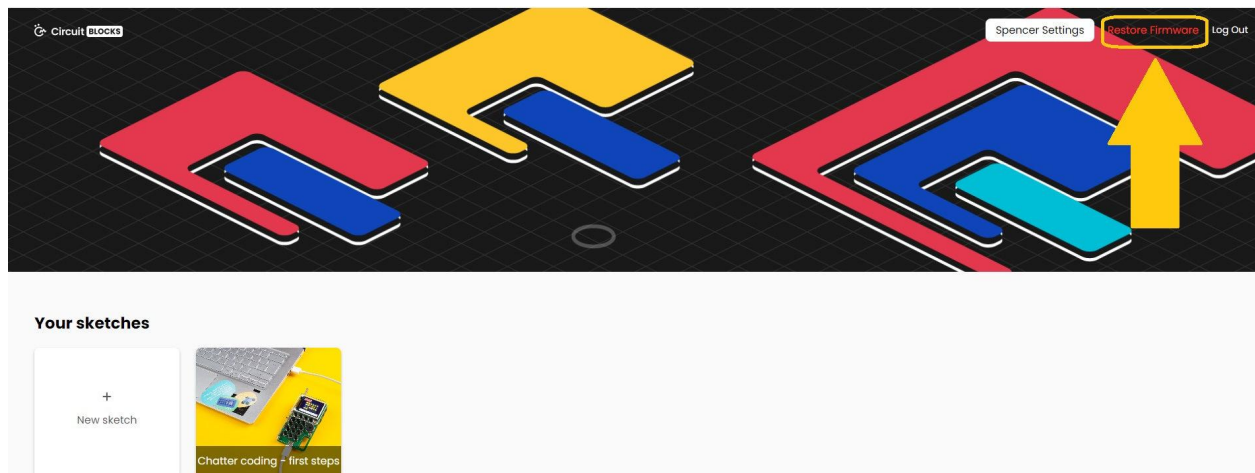 Circuit BLOCKS
Spencer Settings
Restore Firmware
Log Out
Your sketches
+
New sketch
Chatter coding - first steps